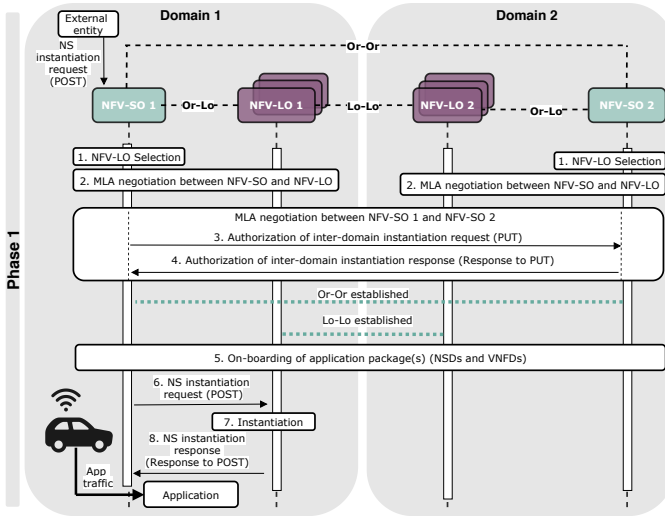 Domain 1
Domain 2
External
entity
NS
instantiation
request
(POST)
Or-Or
NFV-SO 1
Or-Lo
NFV-LO 1
Lo-Lo
NFV-LO 2
Or-Lo
NFV-SO 2
1. NFV-LO Selection
1. NFV-LO Selection
2. MLA negotiation between NFV-SO and NFV-LO
2. MLA negotiation between NFV-SO and NFV-LO
MLA negotiation between NFV-SO 1 and NFV-SO 2
3. Authorization of inter-domain instantiation request (PUT)
4. Authorization of inter-domain instantiation response (Response to PUT)
Phase 1
Or-Or established
Lo-Lo established
5. On-boarding of application package(s) (NSDs and VNFDs)
6. NS instantiation
request (POST)
7. Instantiation
8. NS instantiation
response
(Response to POST)
App
traffic
Application